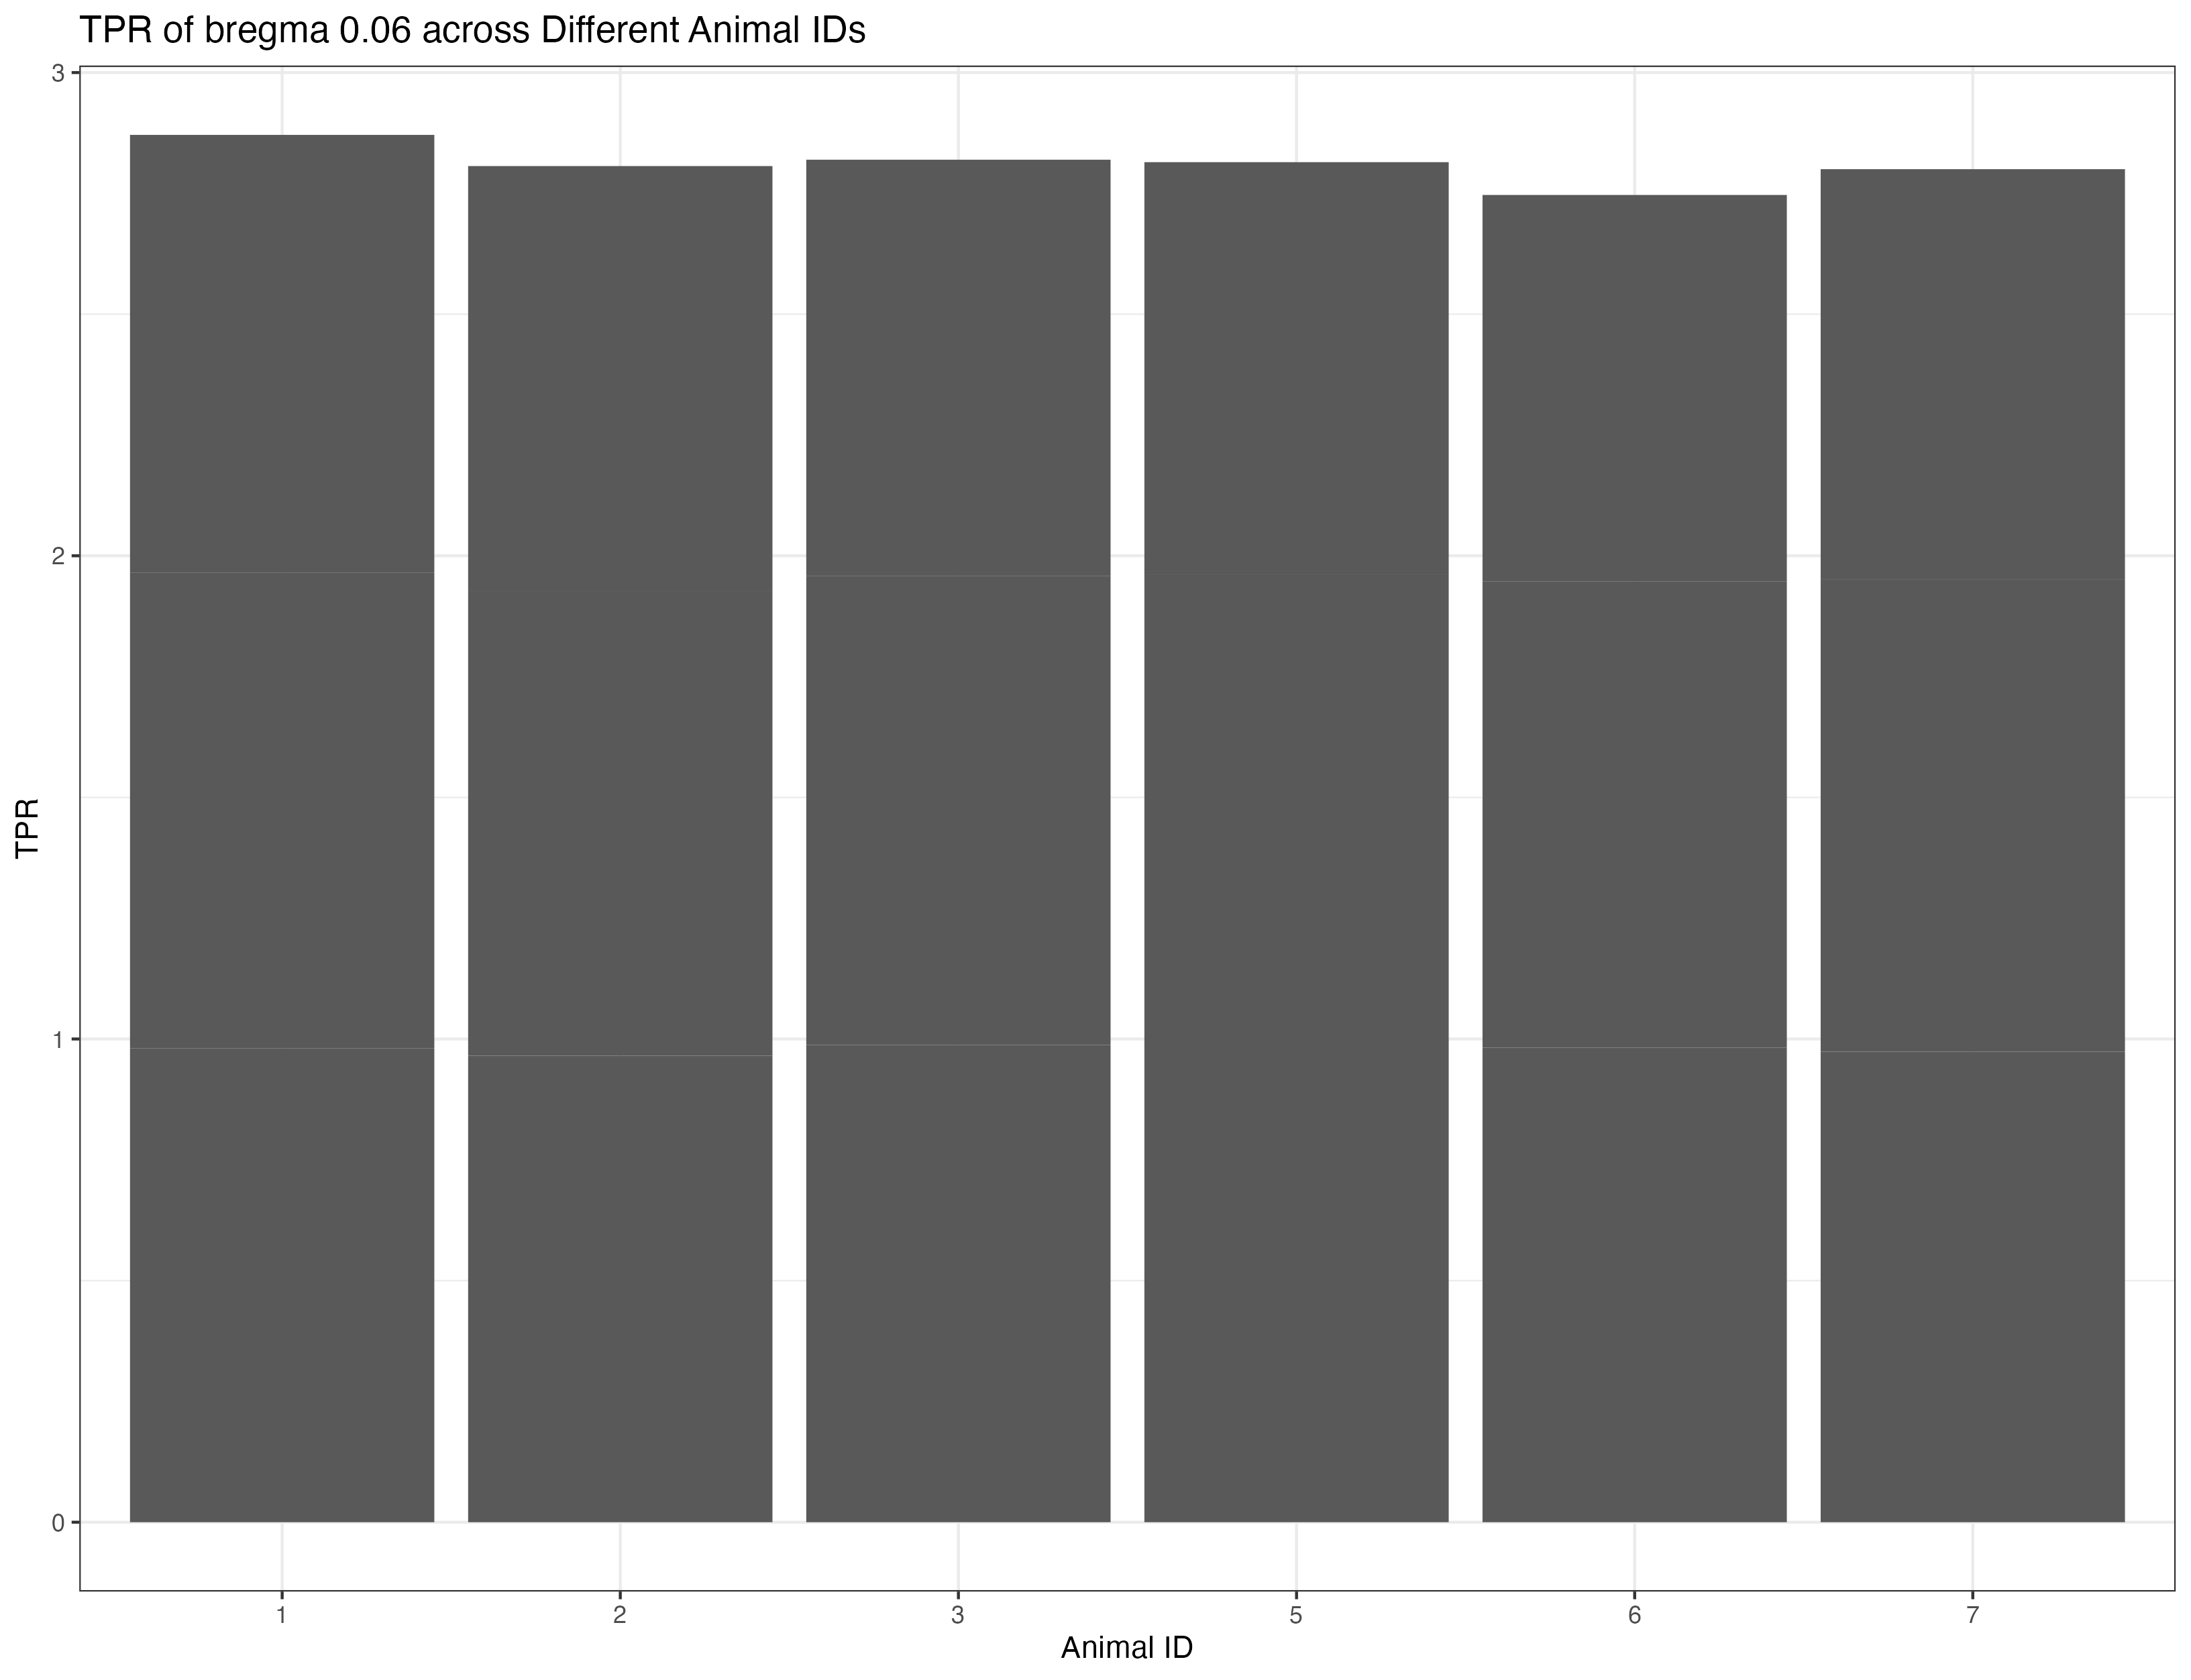 TPR of bregma 0.06 across Different Animal IDs
3
2
1
0
TPR
1 2 3 5 6 7
Animal ID